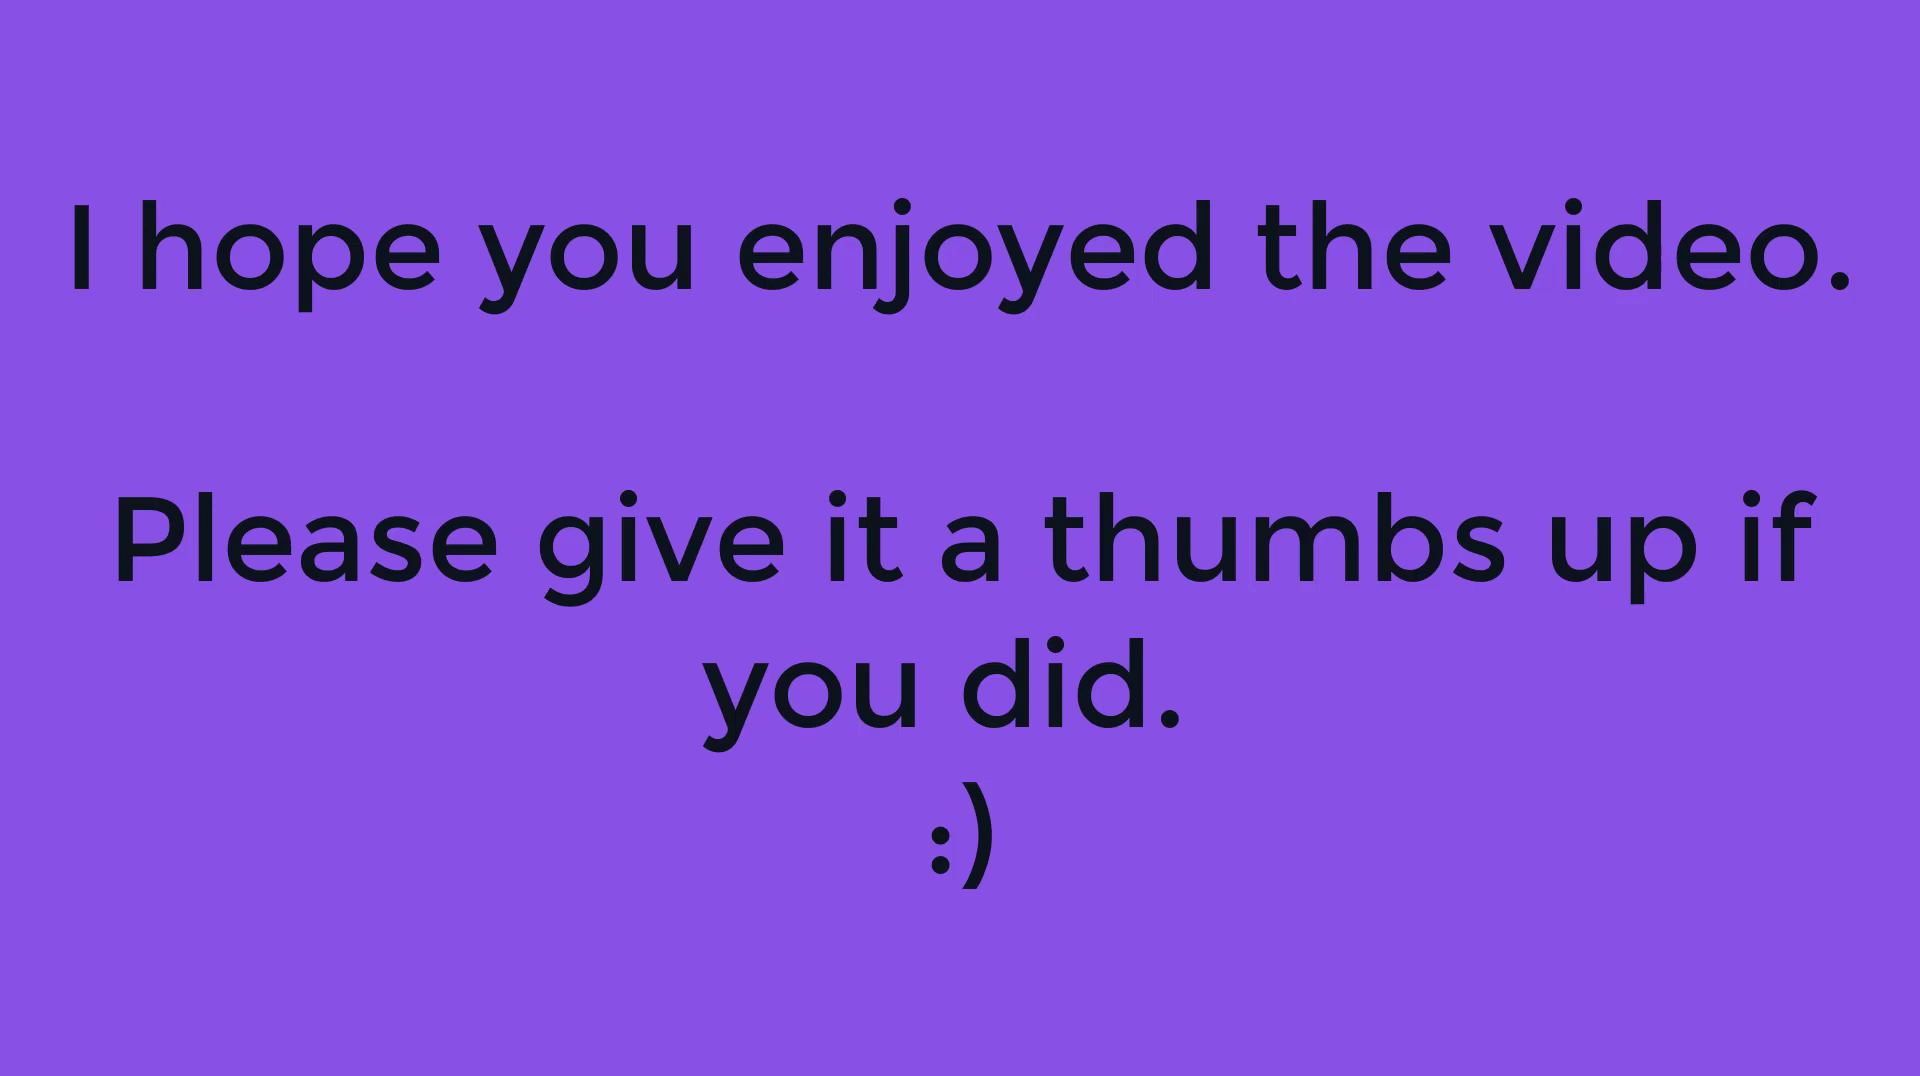 I hope you enjoyed the video.
Please give it a thumbs up if
you did.
:)